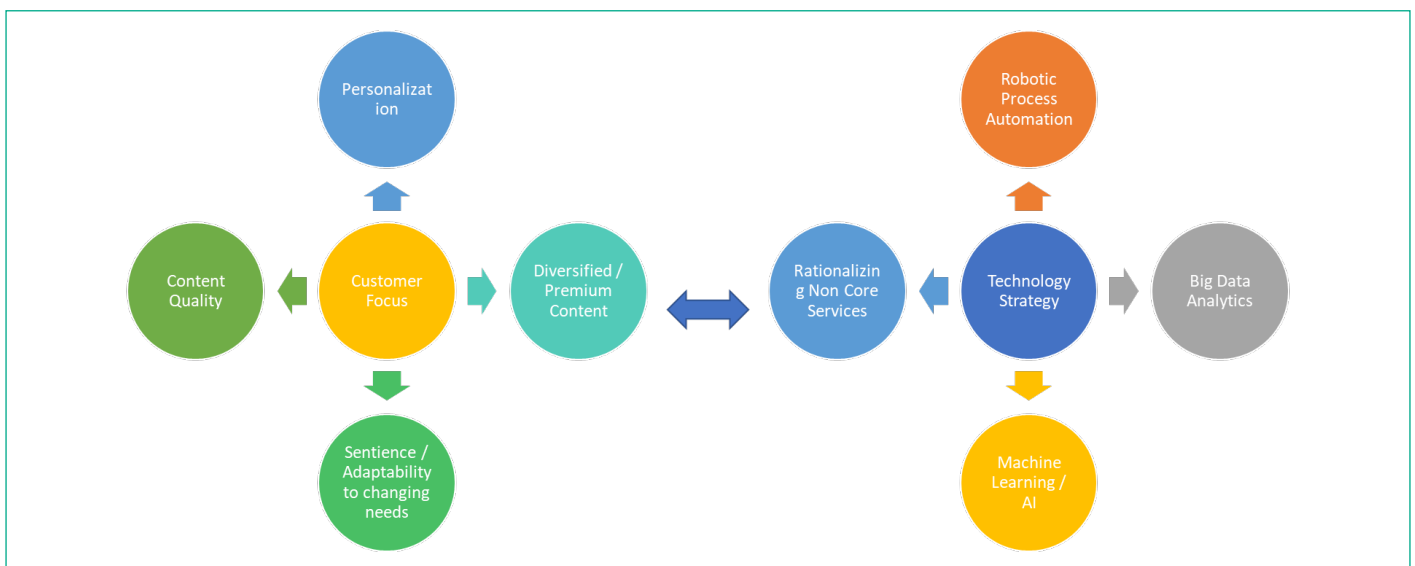 Personalizat
ion
Robotic
Process
Automation
Content
Quality
Customer
Focus
Diversified /
Premium
Content
Rationalizin
g Non Core
Services
Technology
Strategy
Big Data
Analytics
Sentience /
Adaptability
to changing
needs
Machine
Learning /
AI